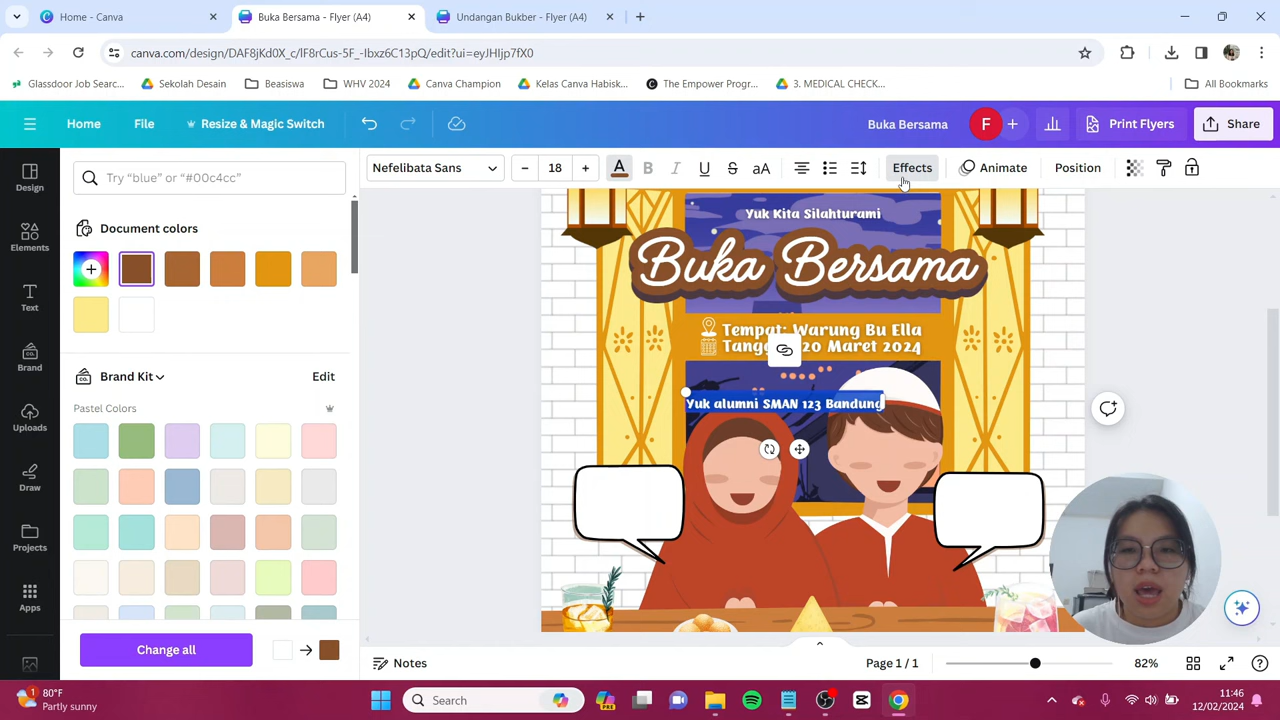 Home - Canva
Buka Bersama - Flyer (A4)
Undangan Bukber - Flyer (A4)
canva.com/design/DAF8jKd0X_c/lF8rCus-5F_-Ibxz6C13pQ/edit?ui=eyJHIjp7fX0
Glassdoor Job Searc...
Sekolah Desain
Beasiswa
WHV 2024
Canva Champion
Kelas Canva Habisk...
The Empower Progr...
3. MEDICAL CHECK...
All Bookmarks
Home
File
Resize & Magic Switch
Buka Bersama
F
Print Flyers
Share
Design
Elements
Text
Brand
Uploads
Draw
Projects
Apps
Try "blue" or "#00c4cc"
Document colors
Brand Kit
Edit
Pastel Colors
Change all
Nefelibata Sans
18
A
B
I
U
S
aA
Effects
Animate
Position
Yuk Kita Silahturami
Buka Bersama
Tempat: Warung Bu Ella
Tangg 20 Maret 2024
Yuk alumni SMAN 123 Bandung
Notes
Page 1 / 1
82%
1
80°F
Partly sunny
Search
PRE
11:46
12/02/2024